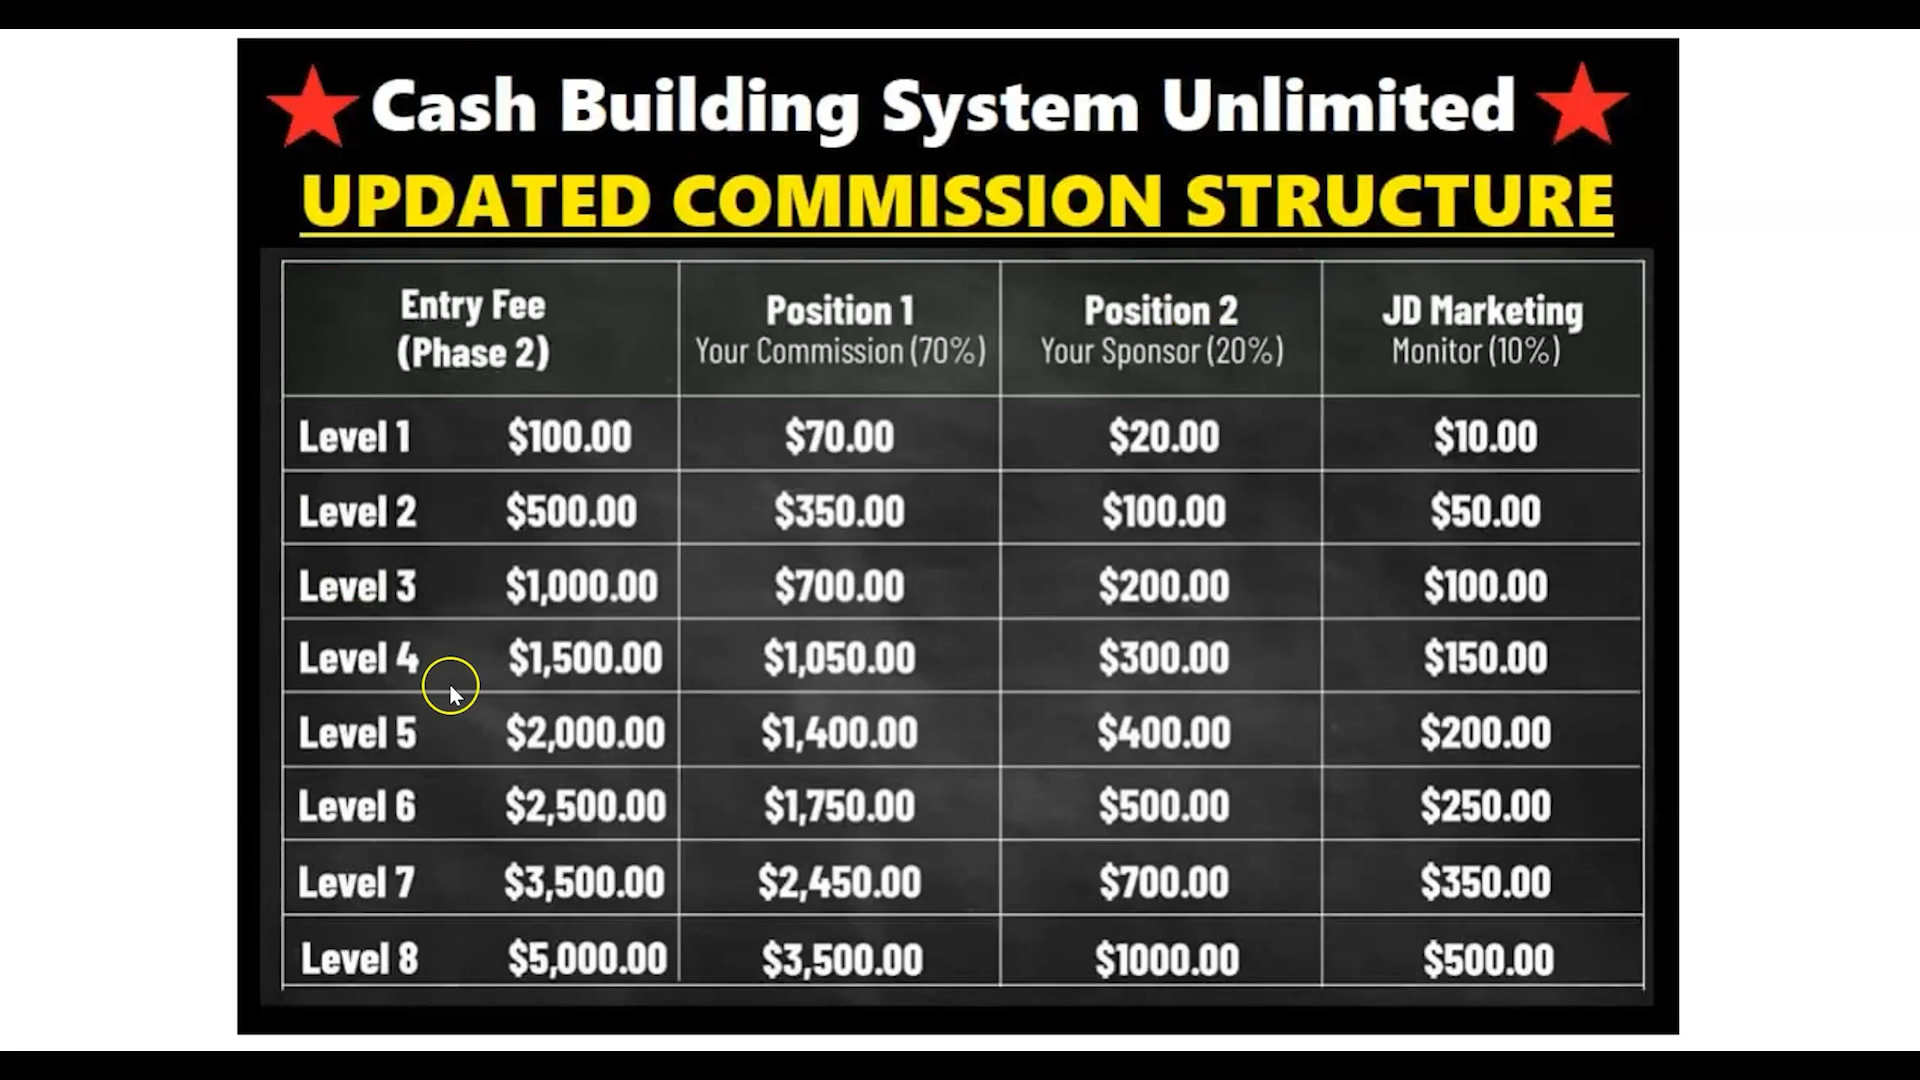 Cash Building System Unlimited
UPDATED COMMISSION STRUCTURE
Entry Fee
(Phase 2)
Position 1
Your Commission (70%)
Position 2
Your Sponsor (20%)
JD Marketing
Monitor (10%)
Level 1 $100.00 $70.00 $20.00 $10.00
Level 2 $500.00 $350.00 $100.00 $50.00
Level 3 $1,000.00 $700.00 $200.00 $100.00
Level 4 $1,500.00 $1,050.00 $300.00 $150.00
Level 5 $2,000.00 $1,400.00 $400.00 $200.00
Level 6 $2,500.00 $1,750.00 $500.00 $250.00
Level 7 $3,500.00 $2,450.00 $700.00 $350.00
Level 8 $5,000.00 $3,500.00 $1000.00 $500.00